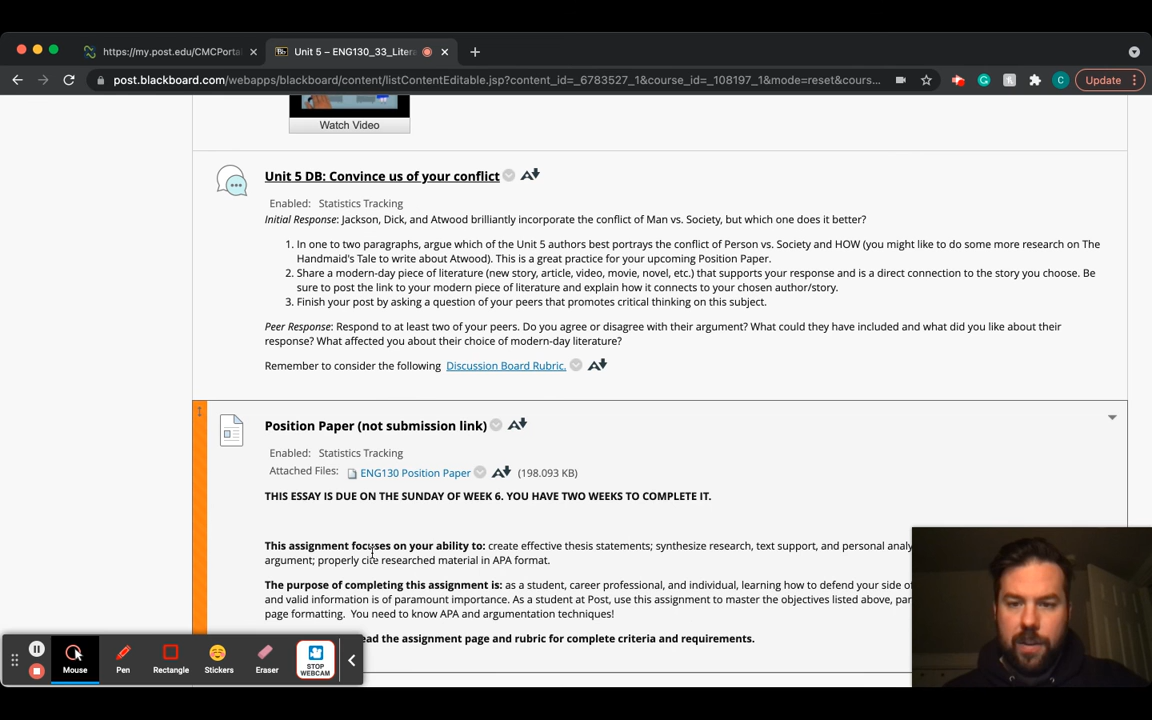 https://my.post.edu/CMCPorta
Unit 5 – ENG130_33_Liter
post.blackboard.com/webapps/blackboard/content/listContentEditable.jsp?content_id=_6783527_1&course_id=_108197_1&mode=reset&cours...
C
Update
Watch Video
Unit 5 DB: Convince us of your conflict
Enabled: Statistics Tracking
Initial Response: Jackson, Dick, and Atwood brilliantly incorporate the conflict of Man vs. Society, but which one does it better?
1. In one to two paragraphs, argue which of the Unit 5 authors best portrays the conflict of Person vs. Society and HOW (you might like to do some more research on The
Handmaid's Tale to write about Atwood). This is a great practice for your upcoming Position Paper.
2. Share a modern-day piece of literature (new story, article, video, movie, novel, etc.) that supports your response and is a direct connection to the story you choose. Be
sure to post the link to your modern piece of literature and explain how it connects to your chosen author/story.
3. Finish your post by asking a question of your peers that promotes critical thinking on this subject.
Peer Response: Respond to at least two of your peers. Do you agree or disagree with their argument? What could they have included and what did you like about their
response? What affected you about their choice of modern-day literature?
Remember to consider the following Discussion Board Rubric.
Position Paper (not submission link)
Enabled: Statistics Tracking
Attached Files: ENG130 Position Paper (198.093 KB)
THIS ESSAY IS DUE ON THE SUNDAY OF WEEK 6. YOU HAVE TWO WEEKS TO COMPLETE IT.
This assignment focuses on your ability to: create effective thesis statements; synthesize research, text support, and personal analy
argument; properly cite researched material in APA format.
The purpose of completing this assignment is: as a student, career professional, and individual, learning how to defend your side of
and valid information is of paramount importance. As a student at Post, use this assignment to master the objectives listed above, par
page formatting. You need to know APA and argumentation techniques!
ead the assignment page and rubric for complete criteria and requirements.
Mouse
Pen
Rectangle
Stickers
Eraser
STOP
WEBCAM